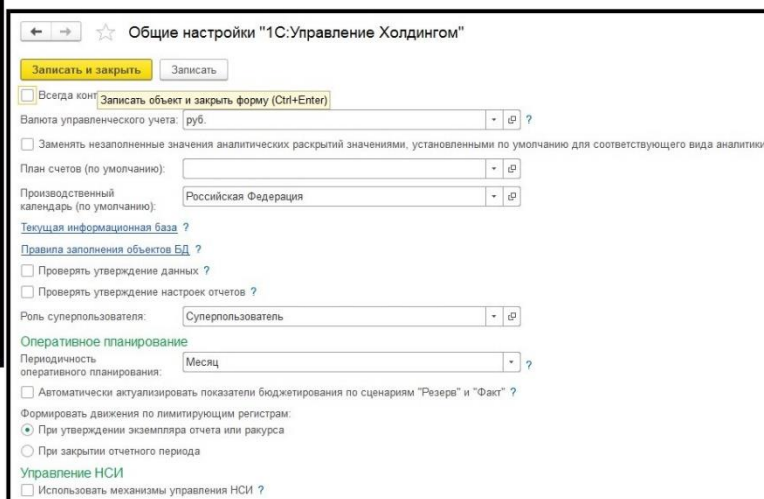 Общие настройки "1С:Управление Холдингом"
Записать и закрыть Записать
Всегда конт
Записать объект и закрыть форму (Ctrl+Enter)
Валюта управленческого учета: руб. ?
Заменять незаполненные значения аналитических раскрытий значениями, установленными по умолчанию для соответствующего вида аналитики
План счетов (по умолчанию):
Производственный
календарь (по умолчанию): Российская Федерация
Текущая информационная база ?
Правила заполнения объектов БД ?
Проверять утверждение данных ?
Проверять утверждение настроек отчетов ?
Роль суперпользователя: Суперпользователь
Оперативное планирование
Периодичность
оперативного планирования: Месяц ?
Автоматически актуализировать показатели бюджетирования по сценариям "Резерв" и "Факт" ?
Формировать движения по лимитирующим регистрам:
При утверждении экземпляра отчета или ракурса
При закрытии отчетного периода
Управление НСИ
Использовать механизмы управления НСИ ?